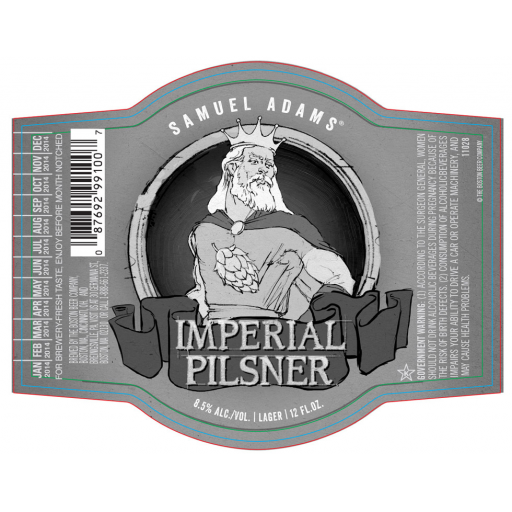 SAMUEL ADAMS®
IMPERIAL
PILSNER
8.5% ALC./VOL. | LAGER | 12 FL.OZ.
JAN FEB MAR APR MAY JUN JUL AUG SEP OCT NOV DEC
2014 2014 2014 2014 2014 2014 2014 2014 2014 2014 2014 2014
FOR BREWERY-FRESH TASTE, ENJOY BEFORE MONTH NOTCHED
BREWED BY THE BOSTON BEER COMPANY,
0 87692 99100 7
GOVERNMENT WARNING: (1) ACCORDING TO THE SURGEON GENERAL, WOMEN
SHOULD NOT DRINK ALCOHOLIC BEVERAGES DURING PREGNANCY BECAUSE OF
THE RISK OF BIRTH DEFECTS. (2) CONSUMPTION OF ALCOHOLIC BEVERAGES
IMPAIRS YOUR ABILITY TO DRIVE A CAR OR OPERATE MACHINERY, AND
MAY CAUSE HEALTH PROBLEMS.
11028
© THE BOSTON BEER COMPANY